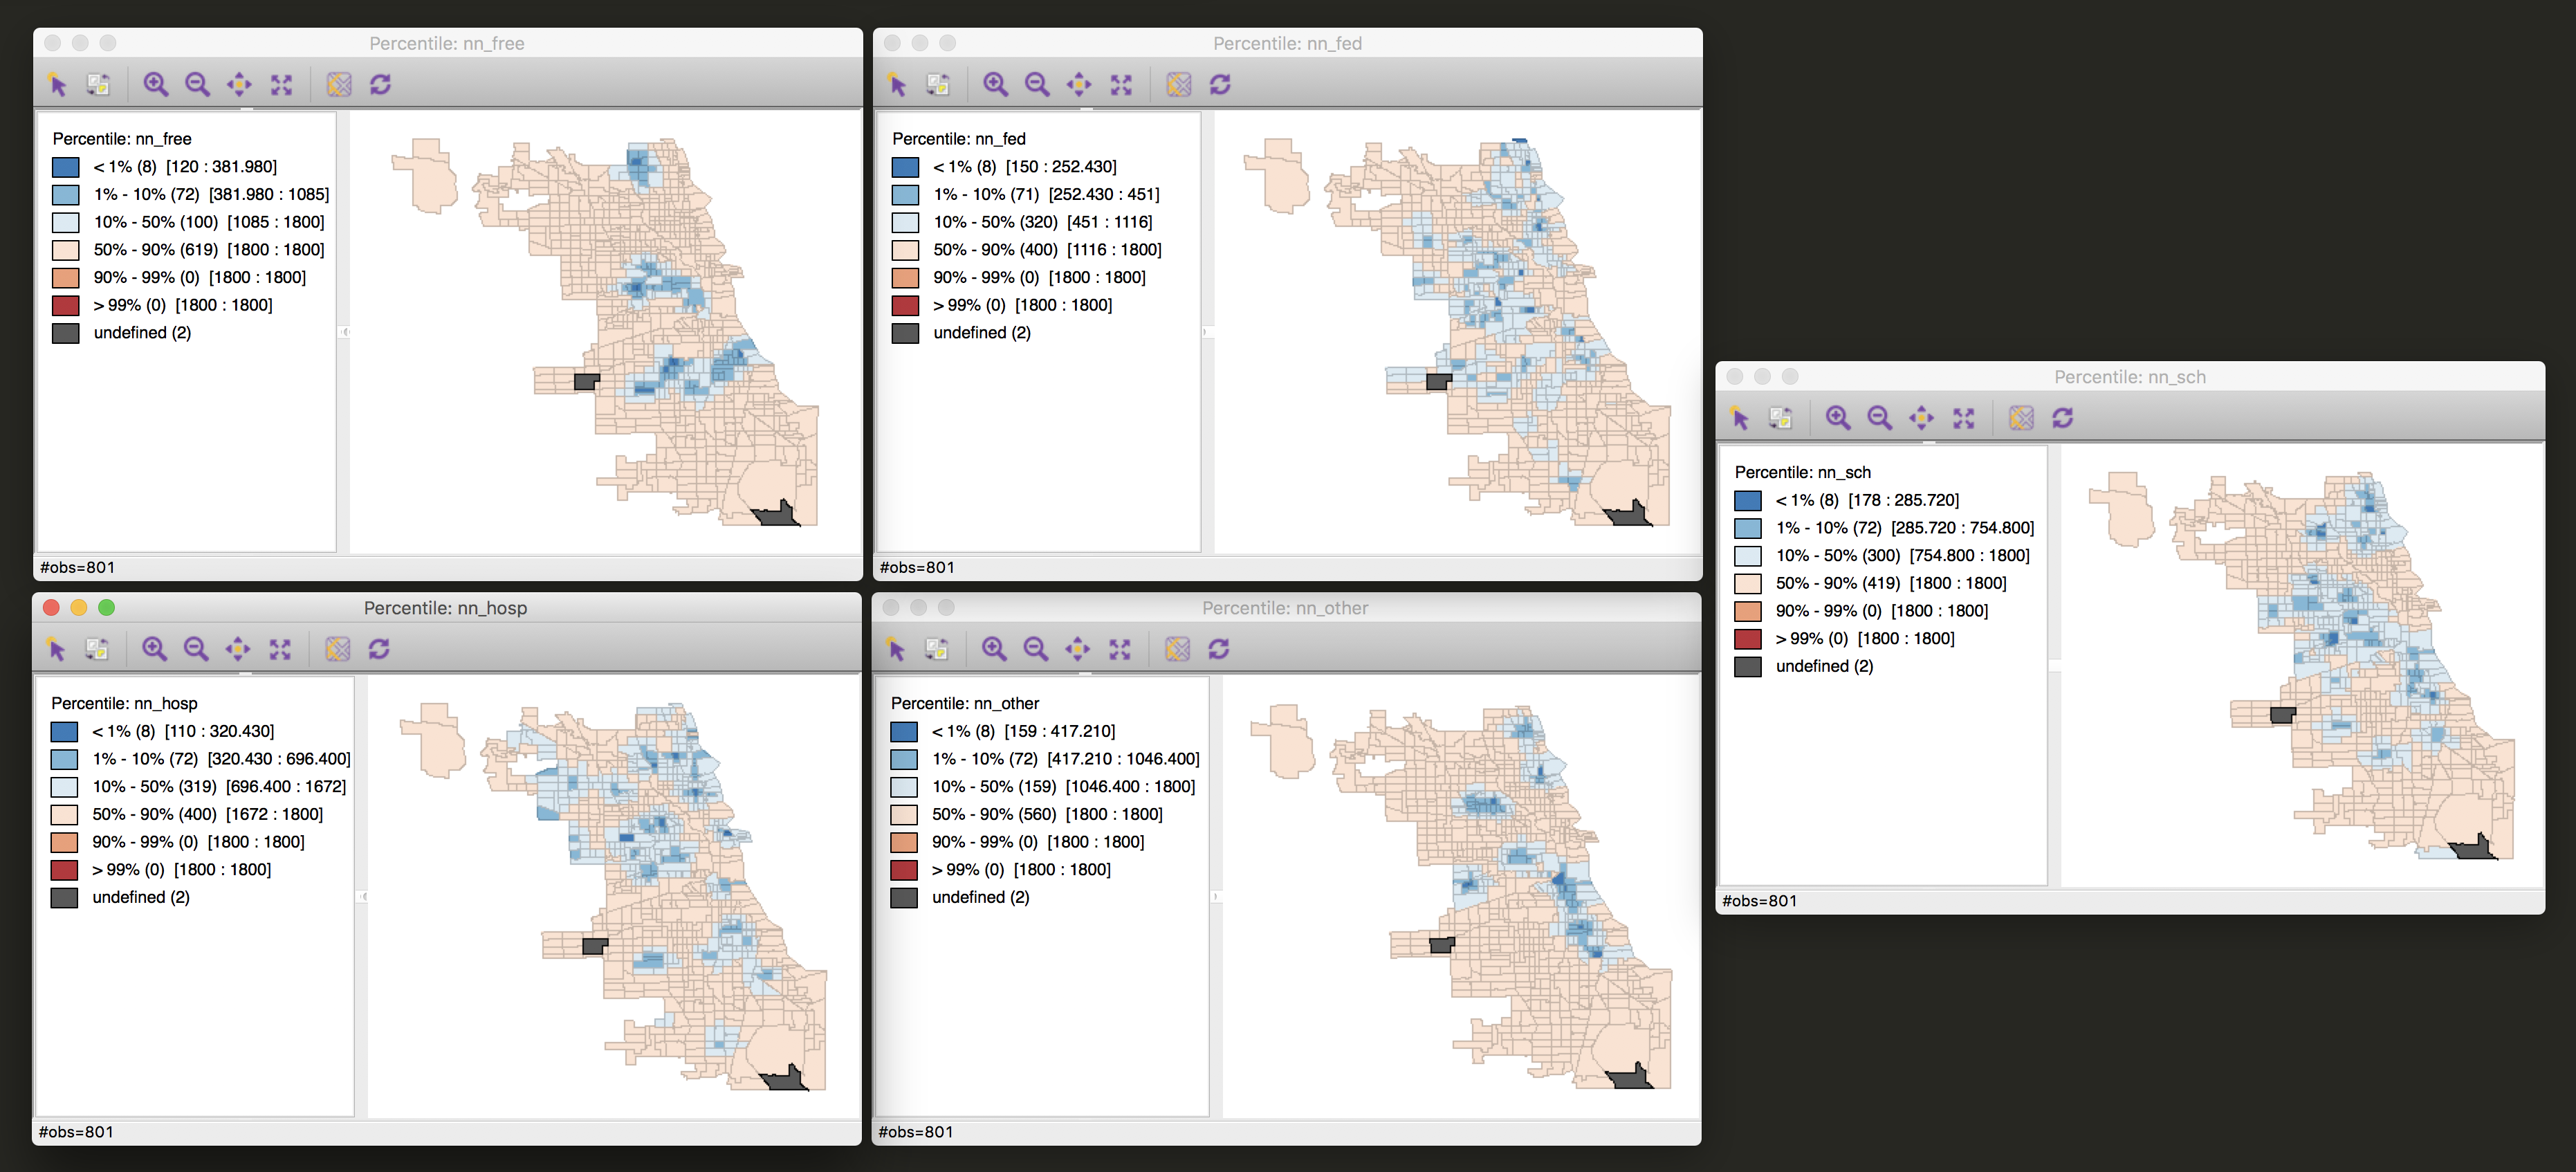 Percentile: nn_free
Percentile: nn_free
< 1% (8) [120 : 381.980]
1% - 10% (72) [381.980 : 1085]
10% - 50% (100) [1085 : 1800]
50% - 90% (619) [1800 : 1800]
90% - 99% (0) [1800 : 1800]
> 99% (0) [1800 : 1800]
undefined (2)
#obs=801
Percentile: nn_fed
Percentile: nn_fed
< 1% (8) [150 : 252.430]
1% - 10% (71) [252.430 : 451]
10% - 50% (320) [451 : 1116]
50% - 90% (400) [1116 : 1800]
90% - 99% (0) [1800 : 1800]
> 99% (0) [1800 : 1800]
undefined (2)
#obs=801
Percentile: nn_sch
Percentile: nn_sch
< 1% (8) [178 : 285.720]
1% - 10% (72) [285.720 : 754.800]
10% - 50% (300) [754.800 : 1800]
50% - 90% (419) [1800 : 1800]
90% - 99% (0) [1800 : 1800]
> 99% (0) [1800 : 1800]
undefined (2)
#obs=801
Percentile: nn_hosp
Percentile: nn_hosp
< 1% (8) [110 : 320.430]
1% - 10% (72) [320.430 : 696.400]
10% - 50% (319) [696.400 : 1672]
50% - 90% (400) [1672 : 1800]
90% - 99% (0) [1800 : 1800]
> 99% (0) [1800 : 1800]
undefined (2)
#obs=801
Percentile: nn_other
Percentile: nn_other
< 1% (8) [159 : 417.210]
1% - 10% (72) [417.210 : 1046.400]
10% - 50% (159) [1046.400 : 1800]
50% - 90% (560) [1800 : 1800]
90% - 99% (0) [1800 : 1800]
> 99% (0) [1800 : 1800]
undefined (2)
#obs=801